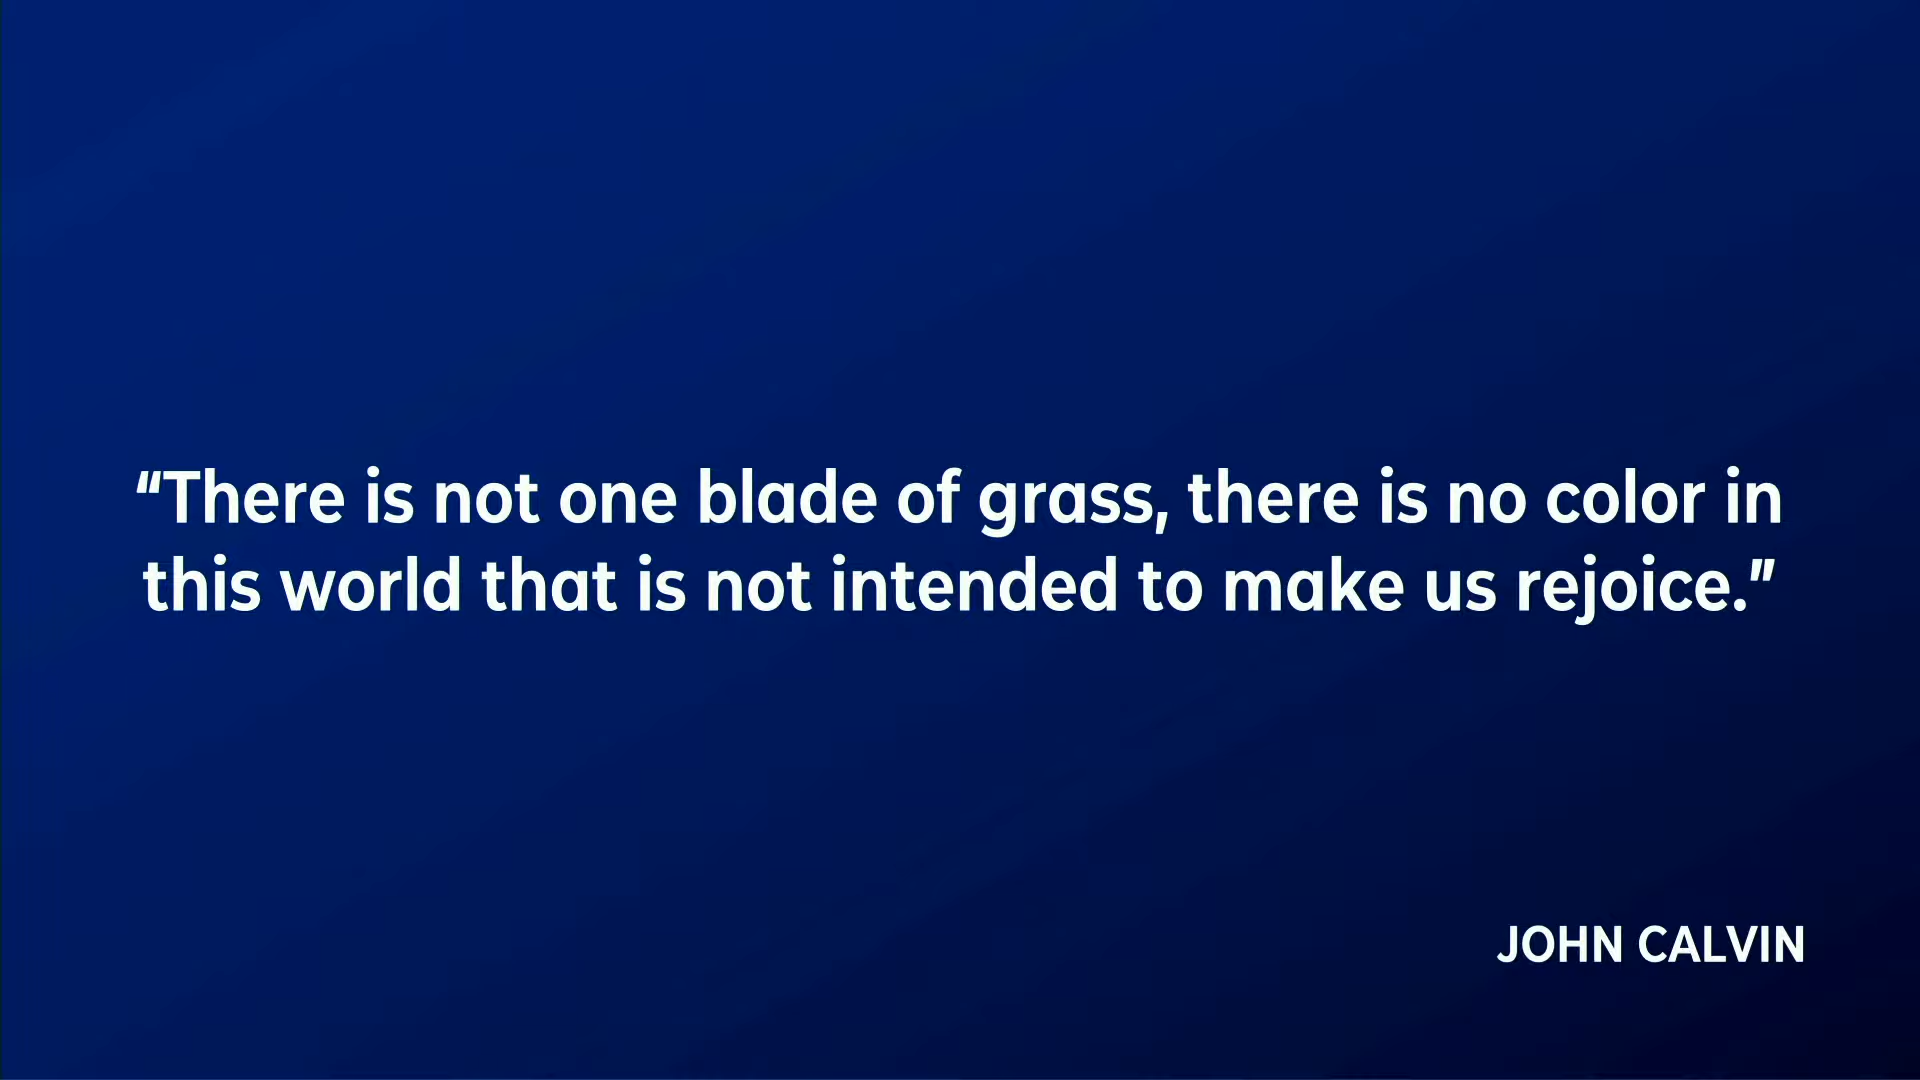 “There is not one blade of grass, there is no color in
this world that is not intended to make us rejoice.”
JOHN CALVIN